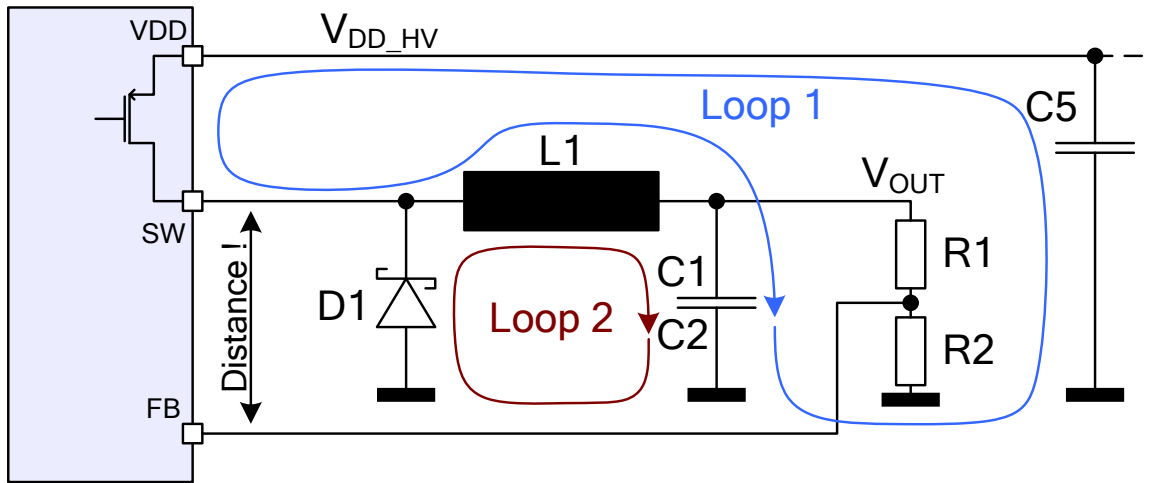 VDD
V_DD_HV
Loop 1
C5
L1
V_OUT
SW
Distance !
D1
Loop 2
C1
C2
R1
R2
FB